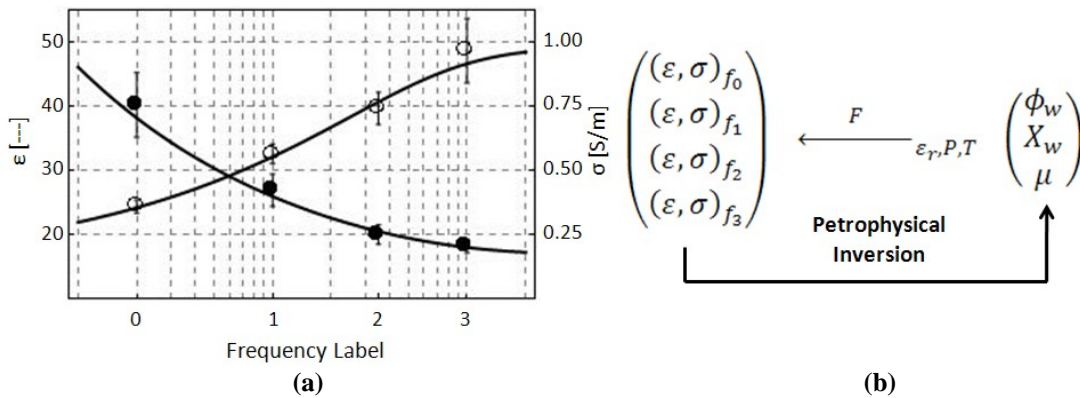 50
40
30
20
ε [---]
1.00
0.75
0.50
0.25
σ [S/m]
0 1 2 3
Frequency Label
(a)
(ε, σ)f0
(ε, σ)f1
(ε, σ)f2
(ε, σ)f3
F
εr,P,T
ϕw
Xw
μ
Petrophysical
Inversion
(b)